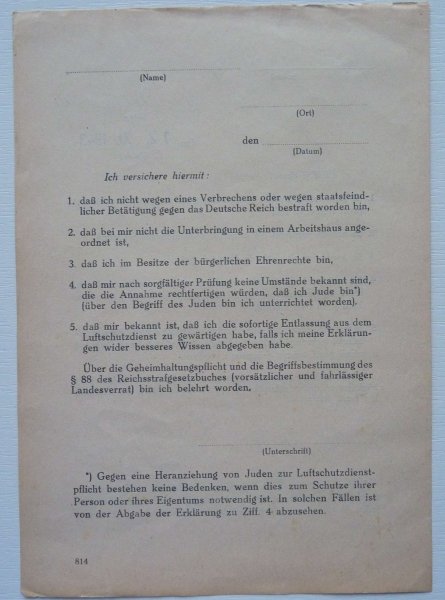 (Name)
(Ort)
den
(Datum)
Ich versichere hiermit:
1. daß ich nicht wegen eines Verbrechens oder wegen staatsfeind-
licher Betätigung gegen das Deutsche Reich bestraft worden bin,
2. daß bei mir nicht die Unterbringung in einem Arbeitshaus ange-
ordnet ist,
3. daß ich im Besitze der bürgerlichen Ehrenrechte bin,
4. daß mir nach sorgfältiger Prüfung keine Umstände bekannt sind,
die die Annahme rechtfertigen würden, daß ich Jude bin*)
(über den Begriff des Juden bin ich unterrichtet worden).
5. daß mir bekannt ist, daß ich die sofortige Entlassung aus dem
Luftschutzdienst zu gewärtigen habe, falls ich meine Erklärun-
gen wider besseres Wissen abgegeben habe.
Über die Geheimhaltungspflicht und die Begriffsbestimmung des
§ 88 des Reichsstrafgesetzbuches (vorsätzlicher und fahrlässiger
Landesverrat) bin ich belehrt worden.
(Unterschrift)
*) Gegen eine Heranziehung von Juden zur Luftschutzdienst-
pflicht bestehen keine Bedenken, wenn dies zum Schutze ihrer
Person oder ihres Eigentums notwendig ist. In solchen Fällen ist
von der Abgabe der Erklärung zu Ziff. 4 abzusehen.
814